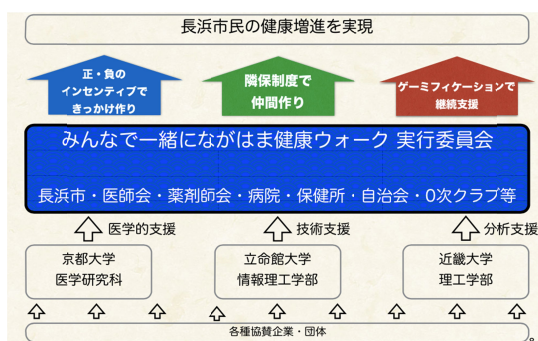 長浜市民の健康増進を実現
正・負の
インセンティブで
きっかけ作り
隣保制度で
仲間作り
ゲーミフィケーションで
継続支援
みんなで一緒にながはま健康ウォーク 実行委員会
長浜市・医師会・薬剤師会・病院・保健所・自治会・0次クラブ等
医学的支援
技術支援
分析支援
京都大学
医学研究科
立命館大学
情報理工学部
近畿大学
理工学部
各種協賛企業・団体